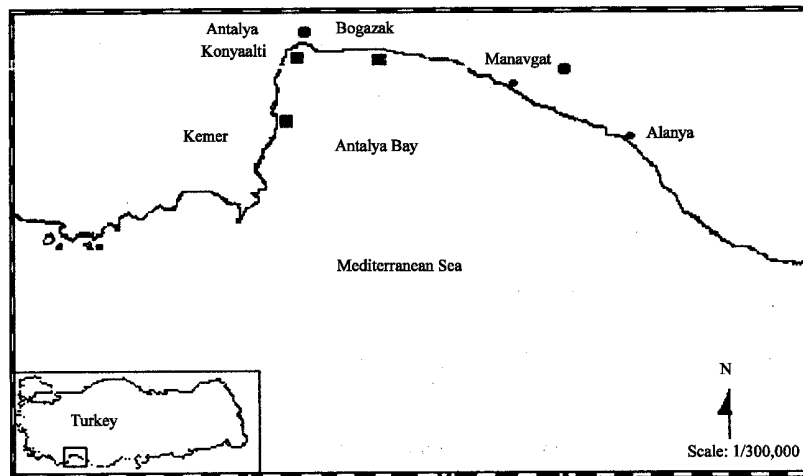 Antalya
Bogazak
Konyaalti
Manavgat
Kemer
Alanya
Antalya Bay
Mediterranean Sea
N
Turkey
Scale: 1/300,000